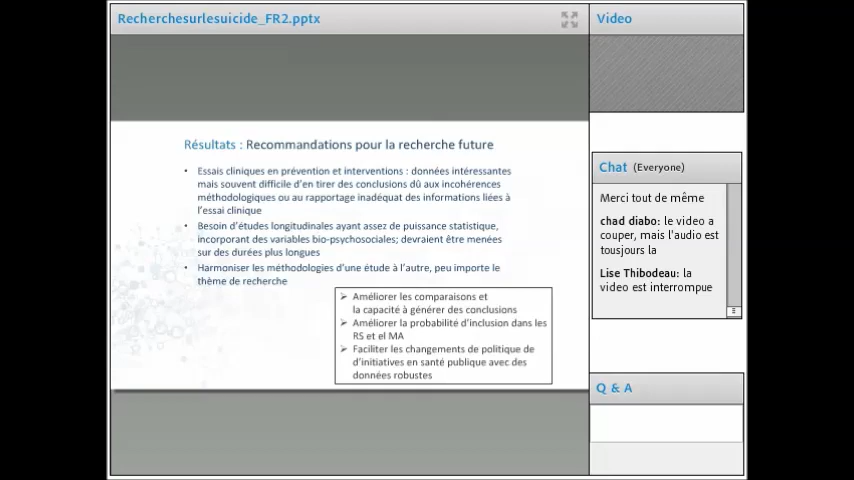 Recherchesurlesuicide_FR2.pptx
Résultats : Recommandations pour la recherche future
• Essais cliniques en prévention et interventions : données intéressantes
mais souvent difficile d'en tirer des conclusions dû aux incohérences
méthodologiques ou au rapportage inadéquat des informations liées à
l'essai clinique
• Besoin d'études longitudinales ayant assez de puissance statistique,
incorporant des variables bio-psychosociales; devraient être menées
sur des durées plus longues
• Harmoniser les méthodologies d'une étude à l'autre, peu importe le
thème de recherche
➢ Améliorer les comparaisons et
la capacité à générer des conclusions
➢ Améliorer la probabilité d'inclusion dans les
RS et el MA
➢ Faciliter les changements de politique de
d'initiatives en santé publique avec des
données robustes
Video
Chat (Everyone)
Merci tout de même
chad diabo: le video a
couper, mais l'audio est
tousjours la
Lise Thibodeau: la
video est interrompue
Q & A